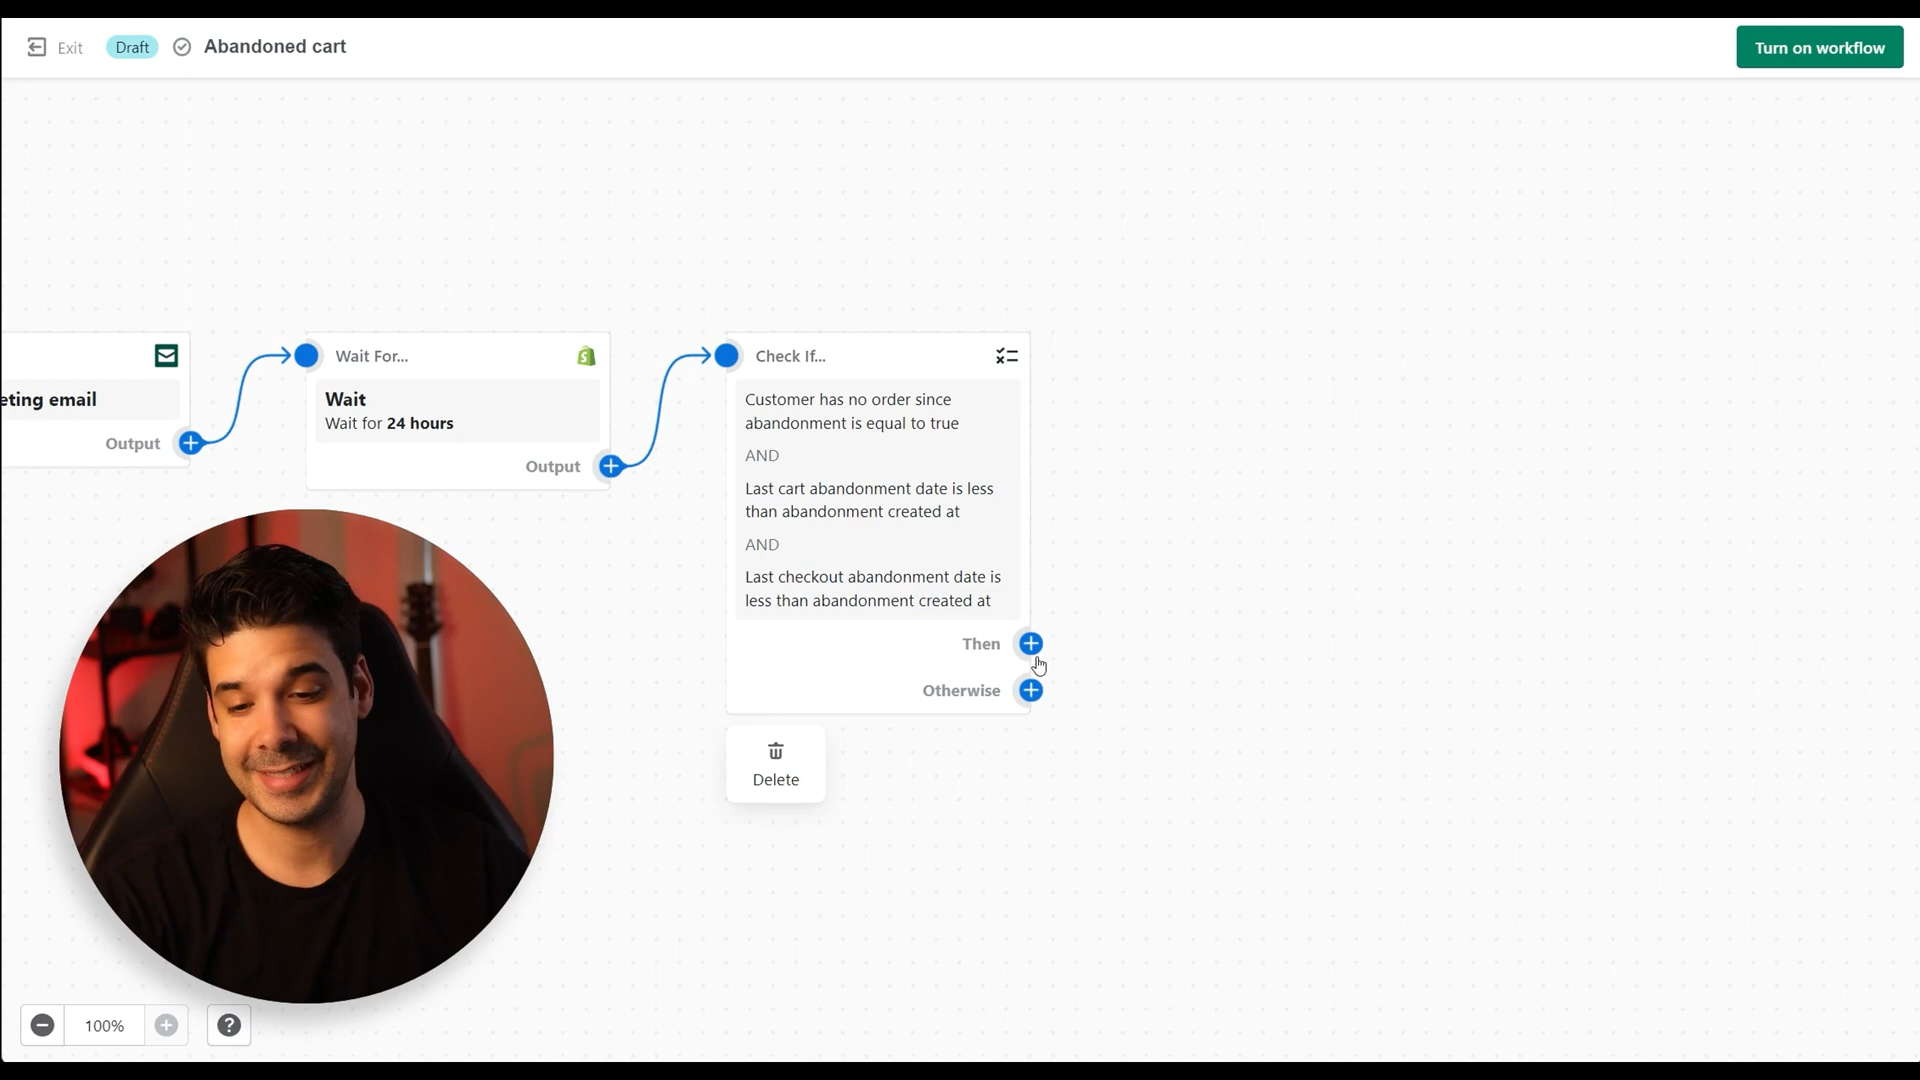 Exit
Draft
Abandoned cart
Turn on workflow
eting email
Output
Wait For...
Wait
Wait for 24 hours
Output
Check If...
Customer has no order since
abandonment is equal to true
AND
Last cart abandonment date is less
than abandonment created at
AND
Last checkout abandonment date is
less than abandonment created at
Then
Otherwise
Delete
100%